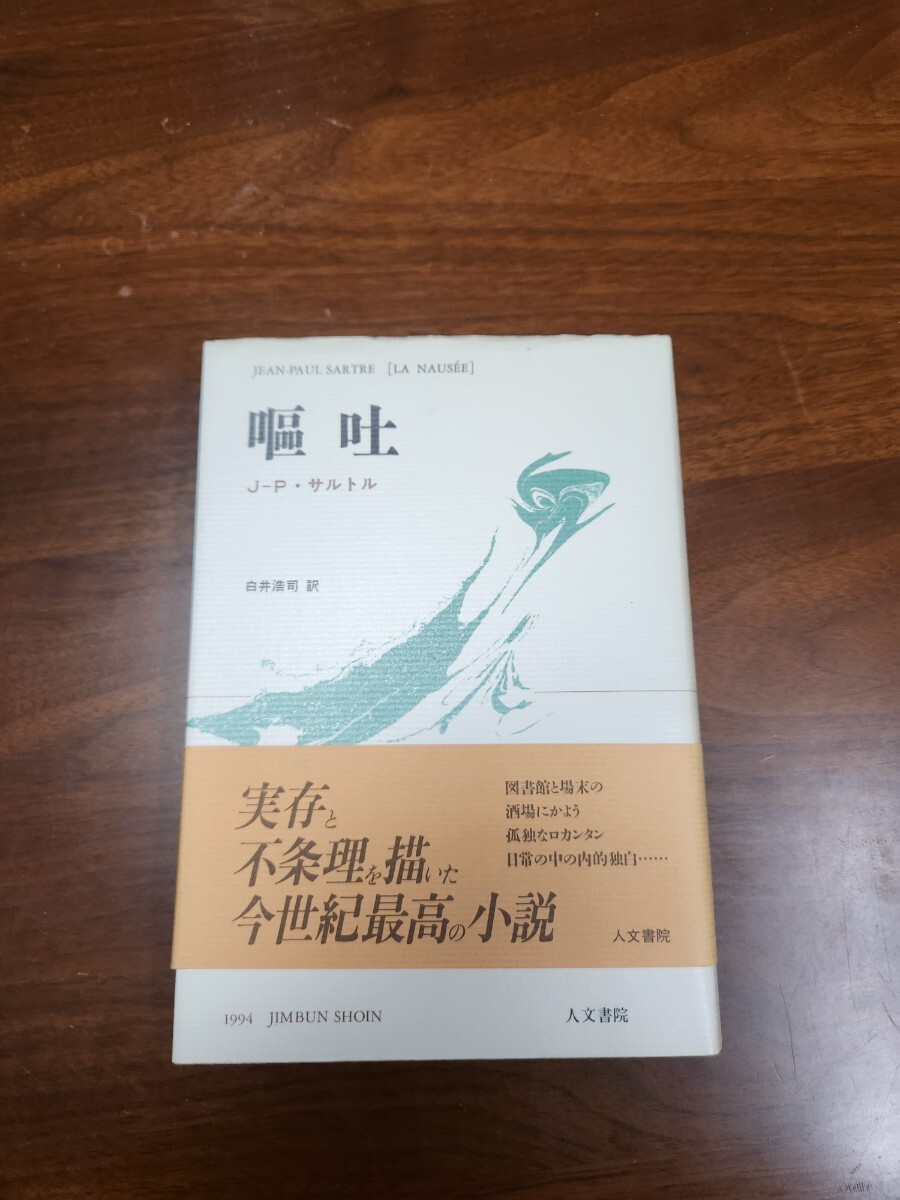 JEAN-PAUL SARTRE [LA NAUSÉE]
嘔吐
J-P・サルトル
白井浩司 訳
実存と
不条理を描いた
今世紀最高の小説
図書館と場末の
酒場にかよう
孤独なロカンタン
日常の中の内的独白……
人文書院
1994 JIMBUN SHOIN
人文書院